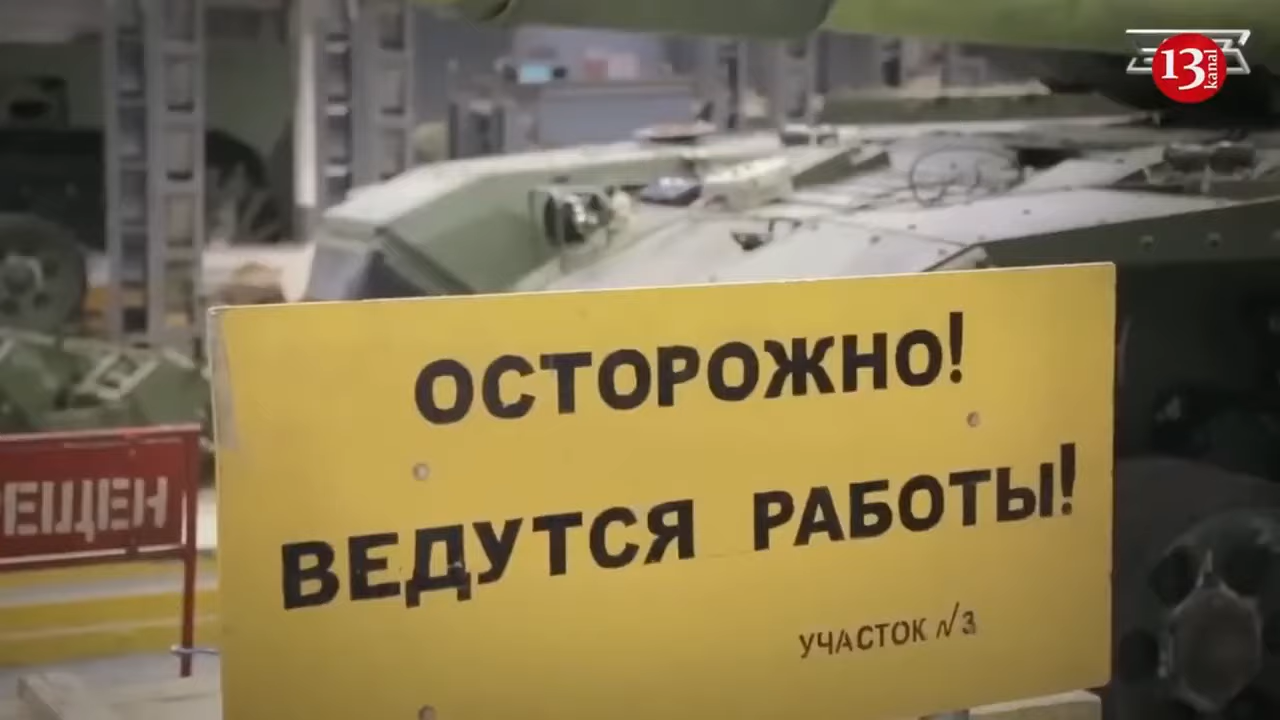 13
kanal
ОСТОРОЖНО!
ВЕДУТСЯ РАБОТЫ!
УЧАСТОК №3
ЕЩЕН